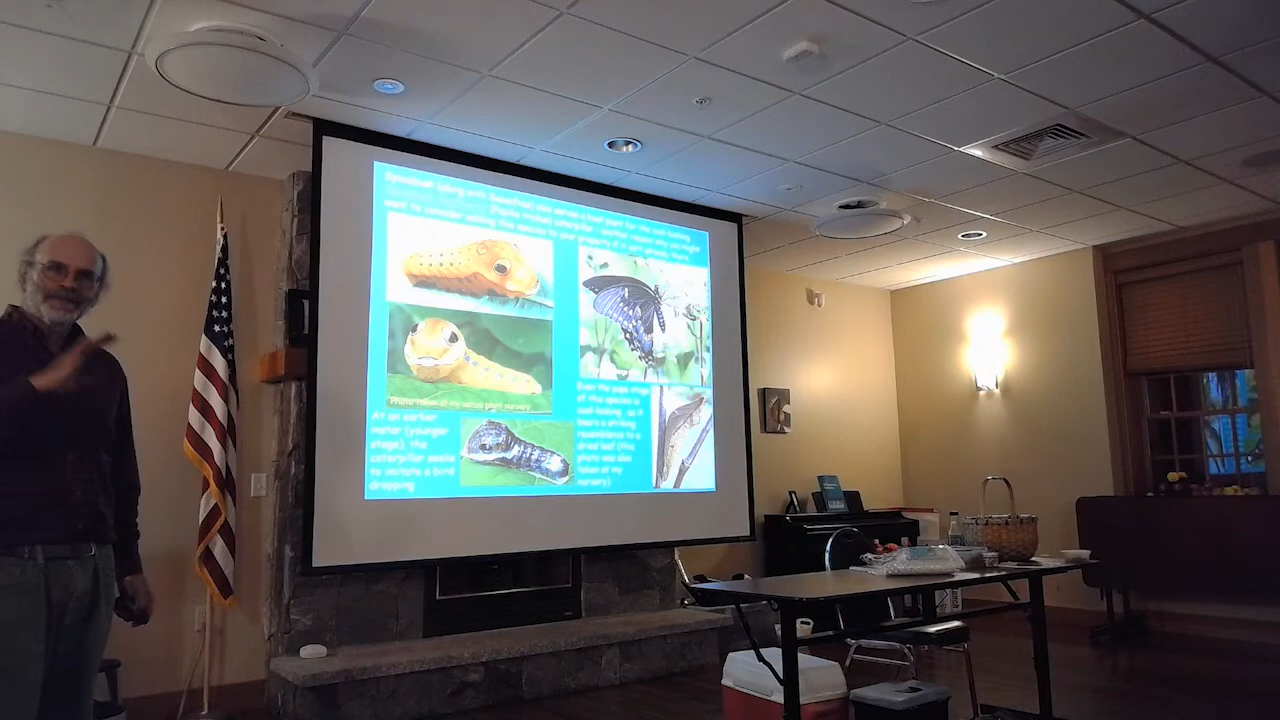 Spicebush (along with Sassafras) also serves a host plant for the cool-looking
(Papilio troilus) caterpillar - another reason why you might
want to consider adding this species to your property if it isn't already there
Photo taken at my native plant nursery
At an earlier
instar (younger
stage), the
caterpillar seems
to imitate a bird
dropping
Even the pupa stage
of this species is
cool-looking, as it
bears a striking
resemblance to a
dried leaf (this
photo was also
taken at my
nursery)